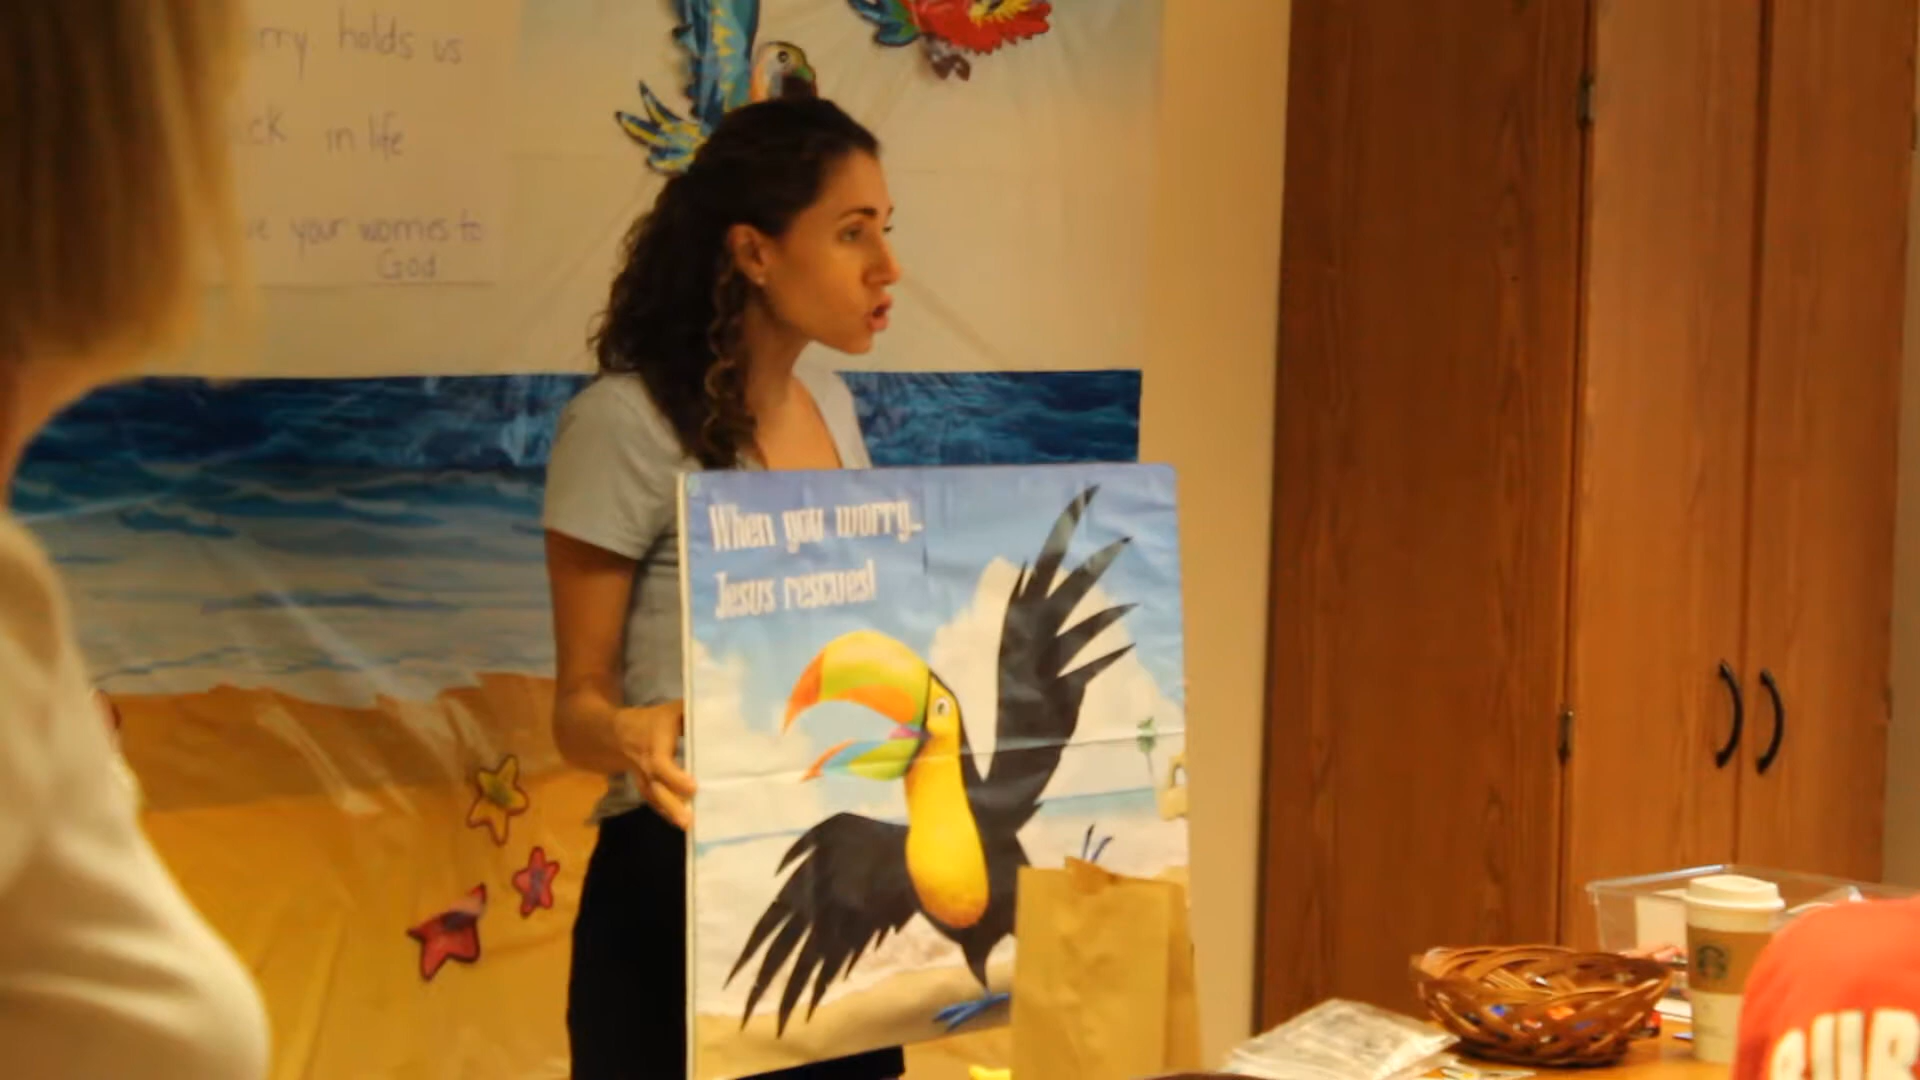 holds us
in life
your worries to
God
When you worry...
Jesus rescues!